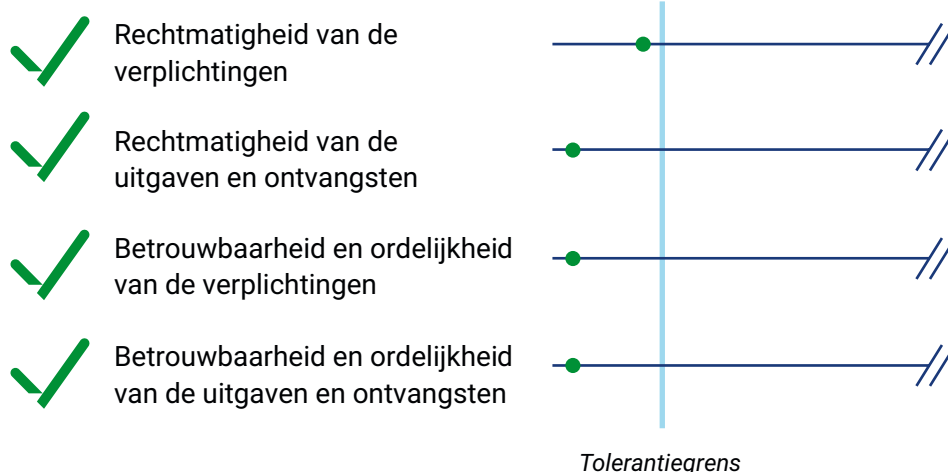 Rechtmatigheid van de
verplichtingen
Rechtmatigheid van de
uitgaven en ontvangsten
Betrouwbaarheid en ordelijkheid
van de verplichtingen
Betrouwbaarheid en ordelijkheid
van de uitgaven en ontvangsten
Tolerantiegrens